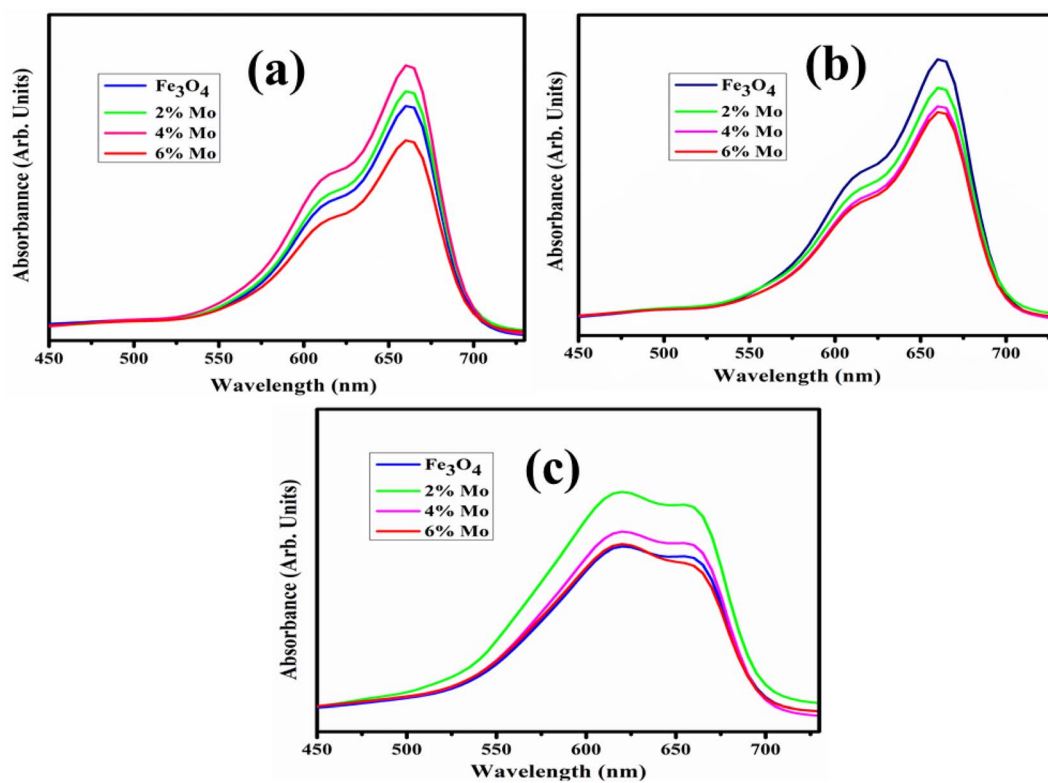 (a)
Fe₃O₄
2% Mo
4% Mo
6% Mo
Absorbannce (Arb. Units)
450 500 550 600 650 700
Wavelength (nm)
(b)
Fe₃O₄
2% Mo
4% Mo
6% Mo
Absorbance (Arb. Units)
450 500 550 600 650 700
Wavelength (nm)
(c)
Fe₃O₄
2% Mo
4% Mo
6% Mo
Absorbance (Arb. Units)
450 500 550 600 650 700
Wavelength (nm)